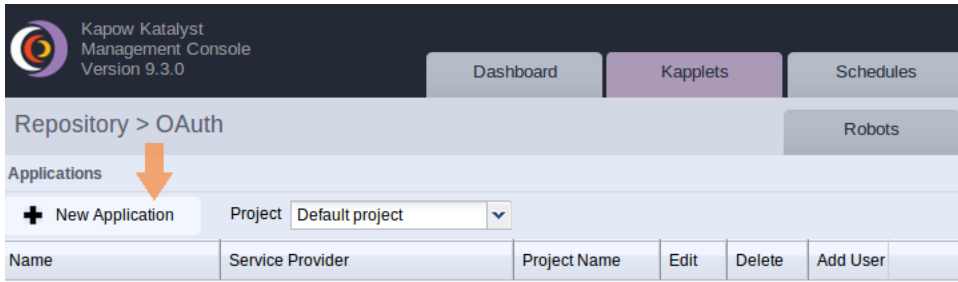 Kapow Katalyst
Management Console
Version 9.3.0
Dashboard Kapplets Schedules
Repository > OAuth
Robots
Applications
New Application Project Default project
Name Service Provider Project Name Edit Delete Add User